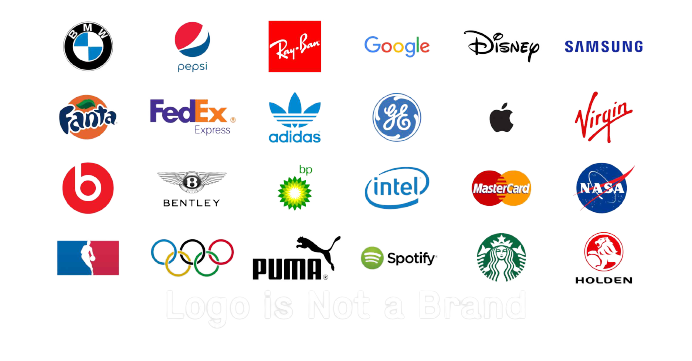 BMW
pepsi
Ray-Ban
Google
Disney
SAMSUNG
Fanta
FedEx®
Express
adidas
GE
Virgin
b
B
BENTLEY
bp
intel
MasterCard
NASA
PUMA®
Spotify
HOLDEN
Logo is Not a Brand